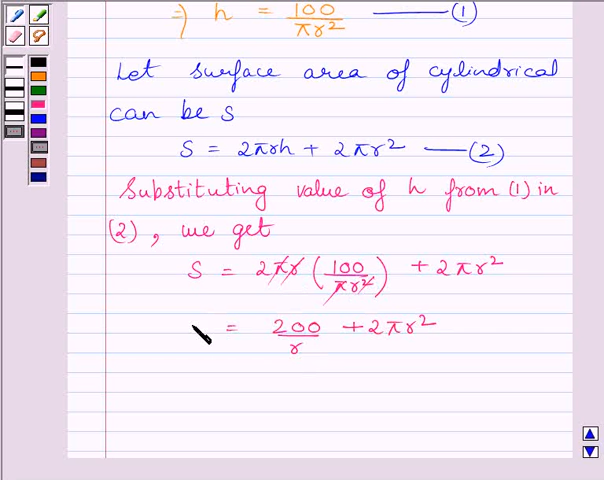 =) h = 100/πr² —— (1)
Let surface area of cylindrical
can be S
S = 2πrh + 2πr² —— (2)
Substituting value of h from (1) in
(2), we get
S = 2πr (100/πr²) + 2πr²
= 200/r + 2πr²